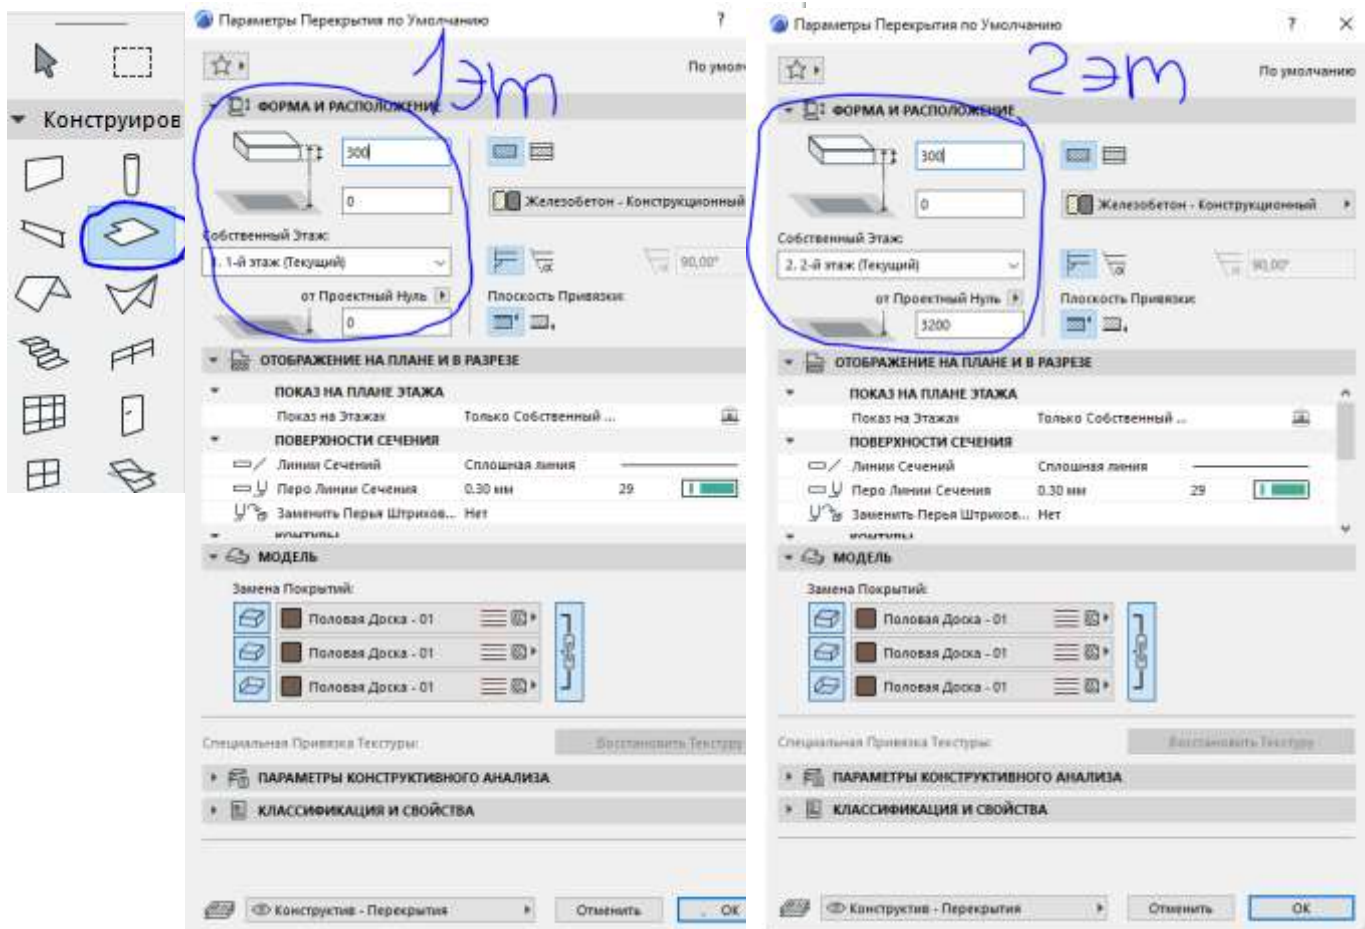 Конструиров
Параметры Перекрытия по Умолчанию
?
1эт
По умолч
ФОРМА И РАСПОЛОЖЕНИЕ
300
0
Железобетон - Конструкционный
Собственный Этаж:
1. 1-й этаж (Текущий)
90,00°
от Проектный Нуль
Плоскость Привязки:
0
ОТОБРАЖЕНИЕ НА ПЛАНЕ И В РАЗРЕЗЕ
ПОКАЗ НА ПЛАНЕ ЭТАЖА
Показ на Этажах Только Собственный ...
ПОВЕРХНОСТИ СЕЧЕНИЯ
Линии Сечений Сплошная линия
Перо Линии Сечения 0.30 мм 29
Заменить Перья Штрихов... Нет
КОНТУРЫ
МОДЕЛЬ
Замена Покрытий:
Половая Доска - 01
Половая Доска - 01
Половая Доска - 01
Специальная Привязка Текстуры: Восстановить Текстуру
ПАРАМЕТРЫ КОНСТРУКТИВНОГО АНАЛИЗА
КЛАССИФИКАЦИЯ И СВОЙСТВА
Конструктив - Перекрытия Отменить OK
Параметры Перекрытия по Умолчанию
?
2эт
По умолчанию
ФОРМА И РАСПОЛОЖЕНИЕ
300
0
Железобетон - Конструкционный
Собственный Этаж:
2. 2-й этаж (Текущий)
90,00°
от Проектный Нуль
Плоскость Привязки:
3200
ОТОБРАЖЕНИЕ НА ПЛАНЕ И В РАЗРЕЗЕ
ПОКАЗ НА ПЛАНЕ ЭТАЖА
Показ на Этажах Только Собственный ...
ПОВЕРХНОСТИ СЕЧЕНИЯ
Линии Сечений Сплошная линия
Перо Линии Сечения 0.30 мм 29
Заменить Перья Штрихов... Нет
КОНТУРЫ
МОДЕЛЬ
Замена Покрытий:
Половая Доска - 01
Половая Доска - 01
Половая Доска - 01
Специальная Привязка Текстуры: Восстановить Текстуру
ПАРАМЕТРЫ КОНСТРУКТИВНОГО АНАЛИЗА
КЛАССИФИКАЦИЯ И СВОЙСТВА
Конструктив - Перекрытия Отменить OK